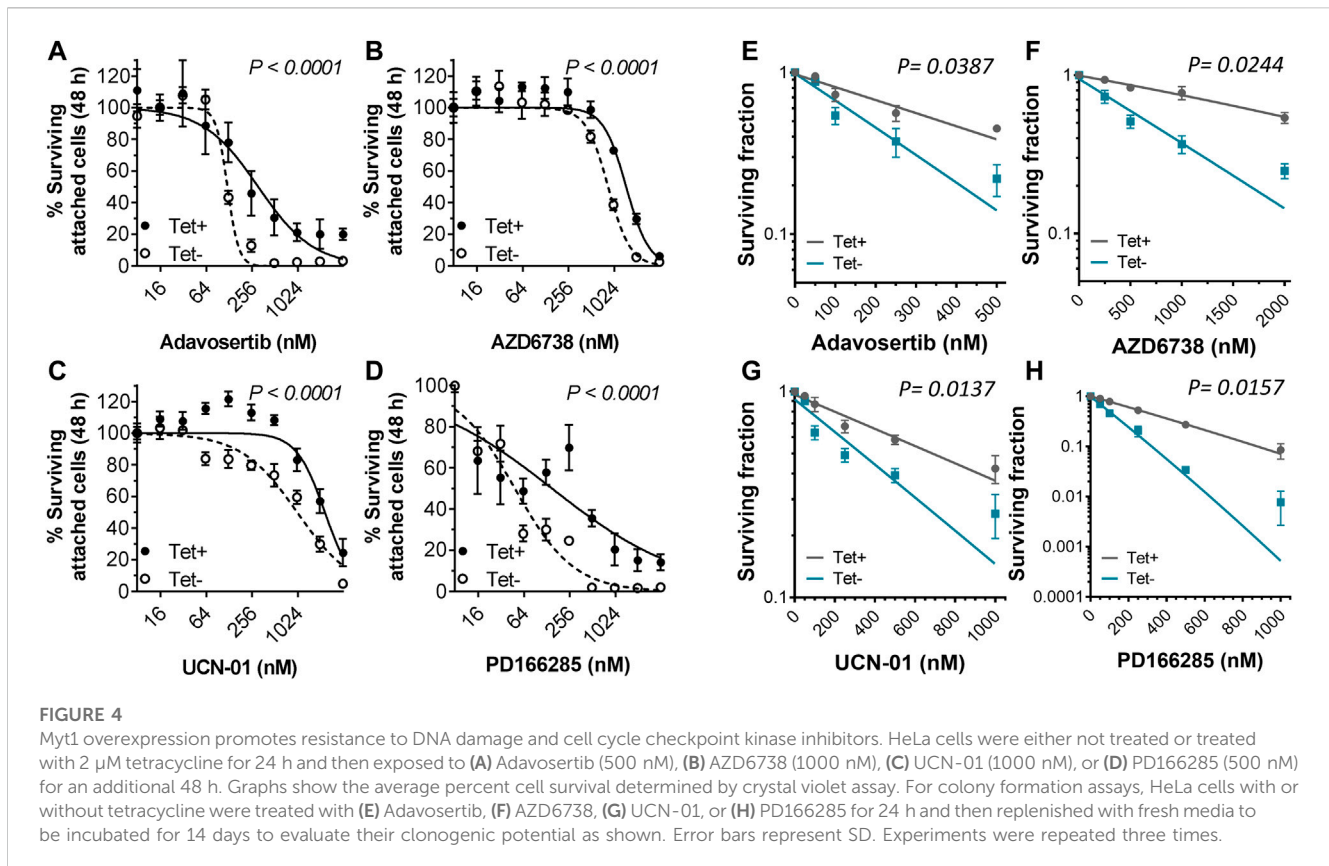 A
P < 0.0001
% Surviving
attached cells (48 h)
120
100
80
60
40
20
0
Tet+
Tet-
16
64
256
1024
Adavosertib (nM)
B
P < 0.0001
% Surviving
attached cells (48 h)
120
100
80
60
40
20
0
Tet+
Tet-
16
64
256
1024
AZD6738 (nM)
E
P= 0.0387
Surviving fraction
1
0.1
Tet+
Tet-
0
100
200
300
400
500
Adavosertib (nM)
F
P= 0.0244
Surviving fraction
1
0.1
Tet+
Tet-
0
500
1000
1500
2000
AZD6738 (nM)
C
P < 0.0001
% Surviving
attached cells (48 h)
120
100
80
60
40
20
0
Tet+
Tet-
16
64
256
1024
UCN-01 (nM)
D
P < 0.0001
% Surviving
attached cells (48 h)
100
80
60
40
20
0
Tet+
Tet-
16
64
256
1024
PD166285 (nM)
G
P= 0.0137
Surviving fraction
1
0.1
Tet+
Tet-
0
200
400
600
800
1000
UCN-01 (nM)
H
P= 0.0157
Surviving fraction
1
0.1
0.01
0.001
0.0001
Tet+
Tet-
0
200
400
600
800
1000
PD166285 (nM)
FIGURE 4
Myt1 overexpression promotes resistance to DNA damage and cell cycle checkpoint kinase inhibitors. HeLa cells were either not treated or treated
with 2 µM tetracycline for 24 h and then exposed to (A) Adavosertib (500 nM), (B) AZD6738 (1000 nM), (C) UCN-01 (1000 nM), or (D) PD166285 (500 nM)
for an additional 48 h. Graphs show the average percent cell survival determined by crystal violet assay. For colony formation assays, HeLa cells with or
without tetracycline were treated with (E) Adavosertib, (F) AZD6738, (G) UCN-01, or (H) PD166285 for 24 h and then replenished with fresh media to
be incubated for 14 days to evaluate their clonogenic potential as shown. Error bars represent SD. Experiments were repeated three times.